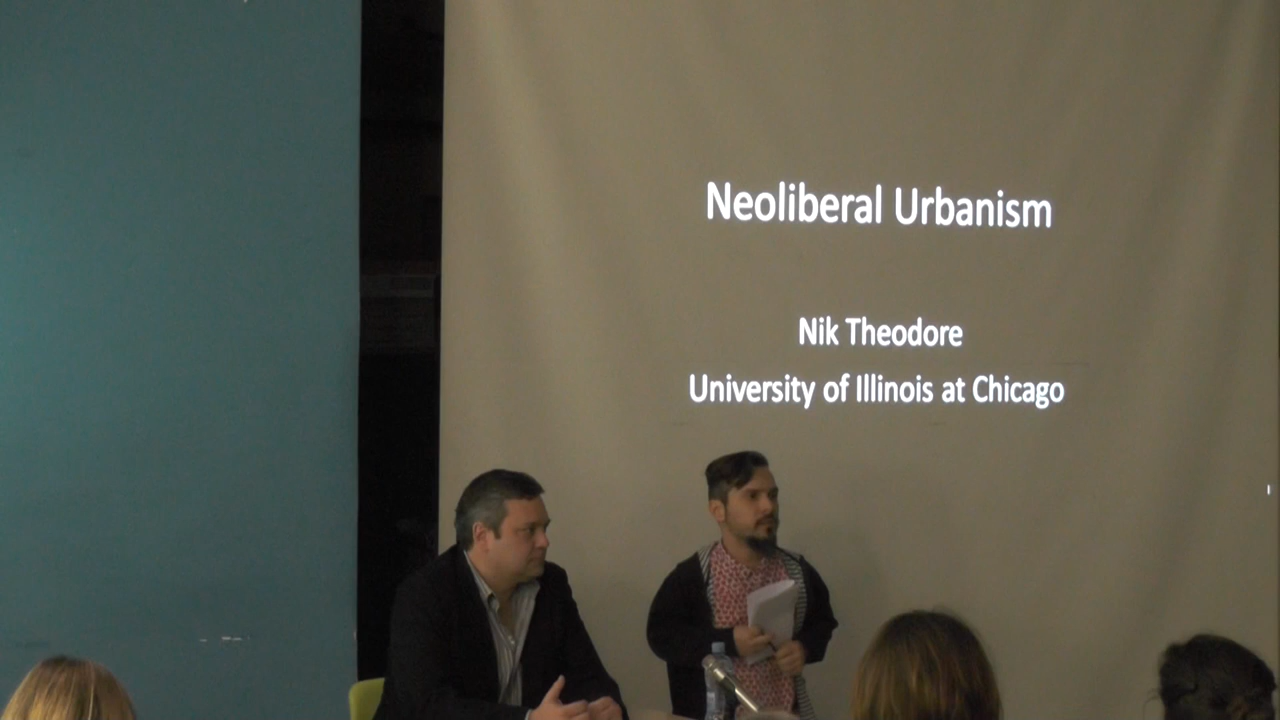 Neoliberal Urbanism
Nik Theodore
University of Illinois at Chicago